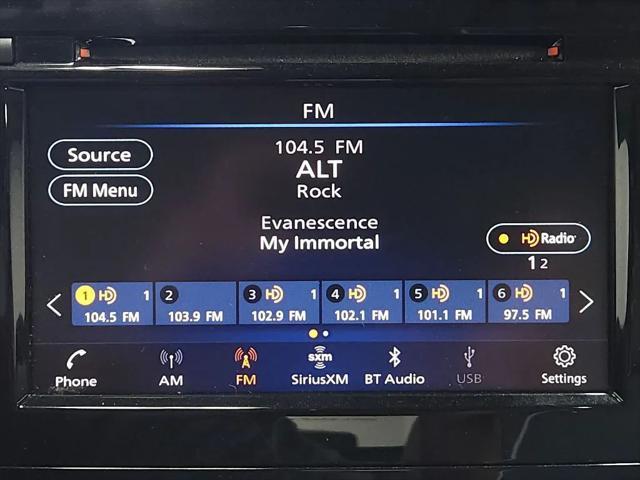 FM
Source
FM Menu
104.5 FM
ALT
Rock
Evanescence
My Immortal
HD Radio
1 2
1 HD 1
104.5 FM
2
103.9 FM
3 HD 1
102.9 FM
4 HD 1
102.1 FM
5 HD 1
101.1 FM
6 HD 1
97.5 FM
Phone
AM
FM
sxm
SiriusXM
BT Audio
USB
Settings